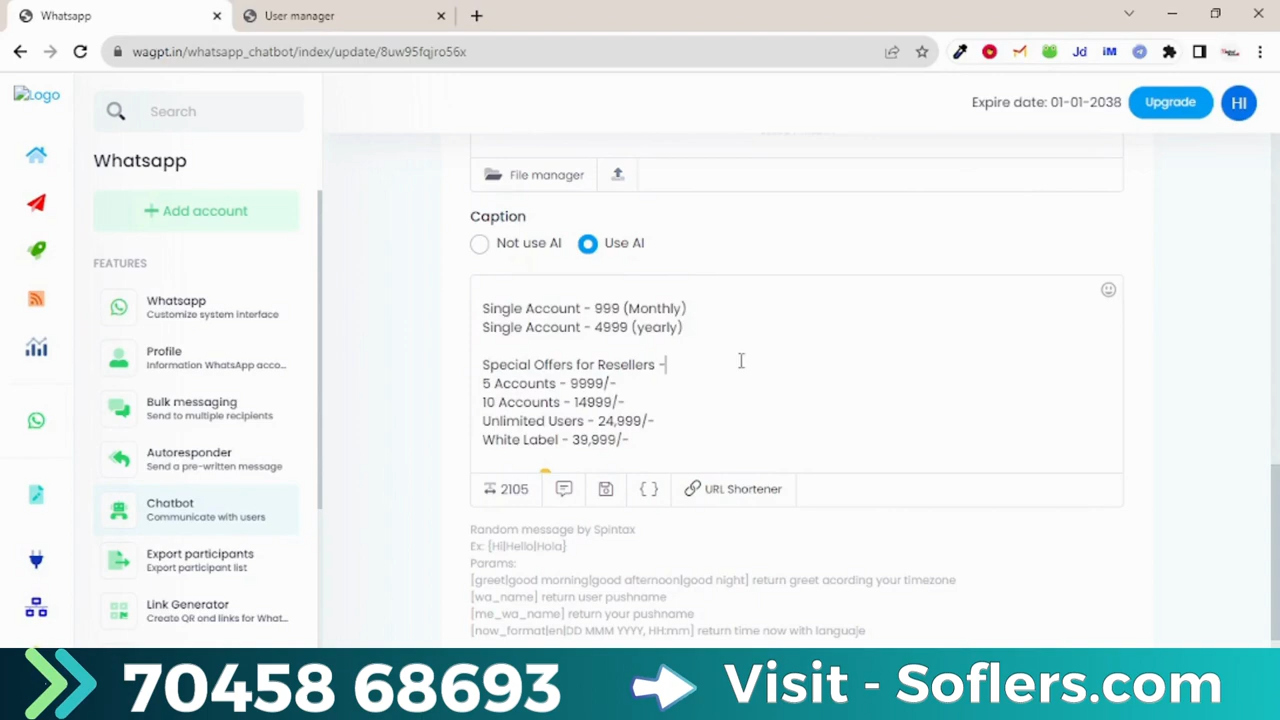 Whatsapp
User manager
wagpt.in/whatsapp_chatbot/index/update/8uw95fqjro56x
Jd
iM
Logo
Search
Expire date: 01-01-2038
Upgrade
HI
Whatsapp
Add account
FEATURES
Whatsapp
Customize system interface
Profile
Information WhatsApp acco...
Bulk messaging
Send to multiple recipients
Autoresponder
Send a pre-written message
Chatbot
Communicate with users
Export participants
Export participant list
Link Generator
Create QR and links for What...
File manager
Caption
Not use AI
Use AI
Single Account - 999 (Monthly)
Single Account - 4999 (yearly)
Special Offers for Resellers -
5 Accounts - 9999/-
10 Accounts - 14999/-
Unlimited Users - 24,999/-
White Label - 39,999/-
2105
{ }
URL Shortener
Random message by Spintax
Ex: {Hi|Hello|Hola}
Params:
[greet|good morning|good afternoon|good night] return greet acording your timezone
[wa_name] return user pushname
[me_wa_name] return your pushname
[now_format|en|DD MMM YYYY, HH:mm] return time now with languaje
70458 68693
Visit - Soflers.com